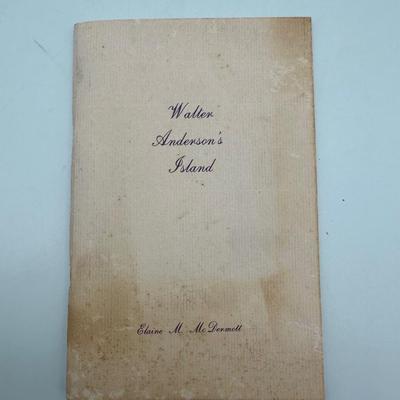 Walter
Anderson's
Island
Elaine M. McDermott